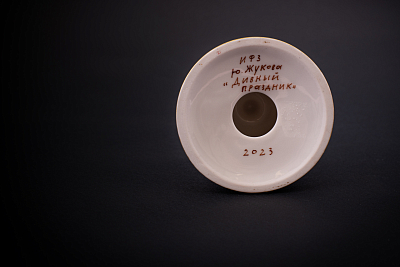 ИФЗ
Ю. Жукова
"Дивный
праздник"
2023